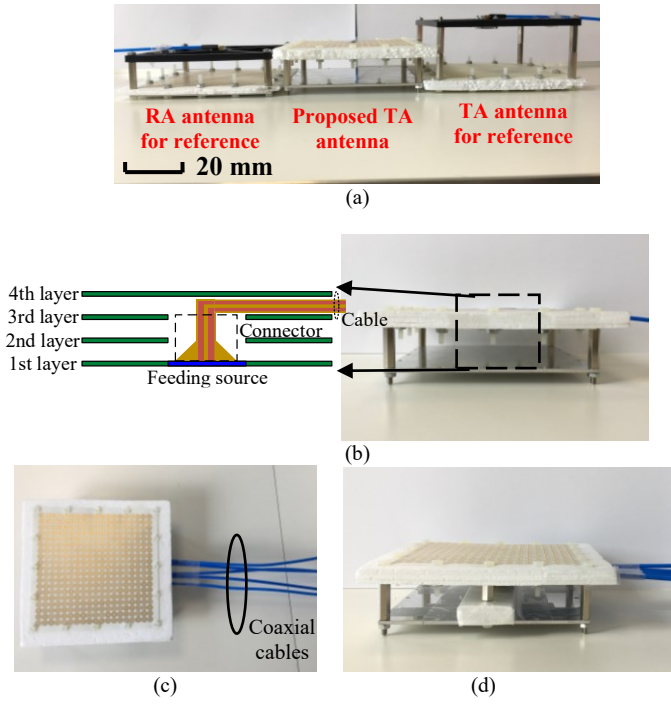 RA antenna
for reference
Proposed TA
antenna
TA antenna
for reference
20 mm
(a)
4th layer
3rd layer
2nd layer
1st layer
Connector
Cable
Feeding source
(b)
Coaxial
cables
(c)
(d)